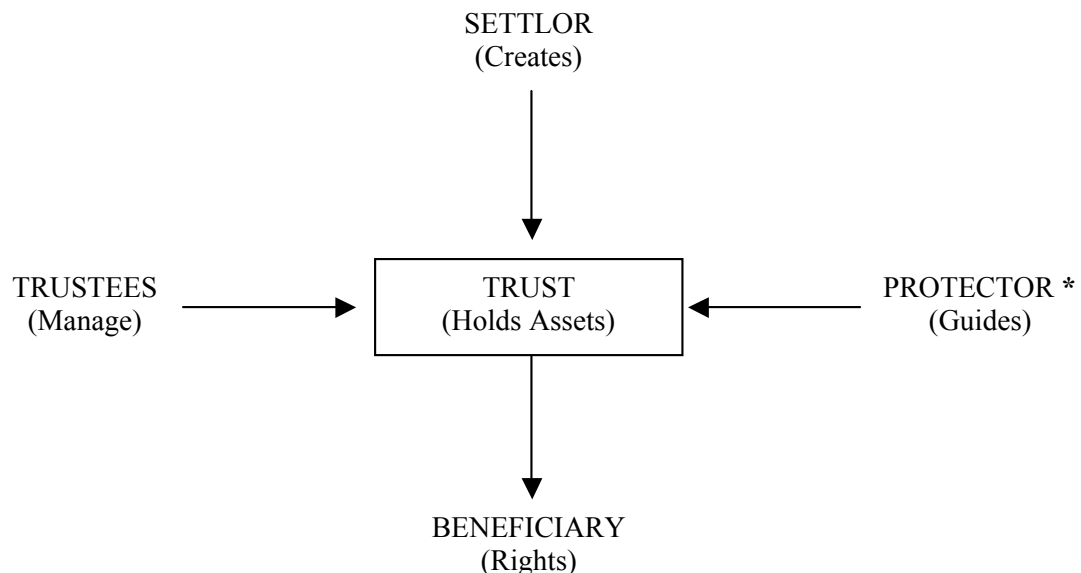 SETTLOR
(Creates)
TRUSTEES
(Manage)
TRUST
(Holds Assets)
PROTECTOR *
(Guides)
BENEFICIARY
(Rights)